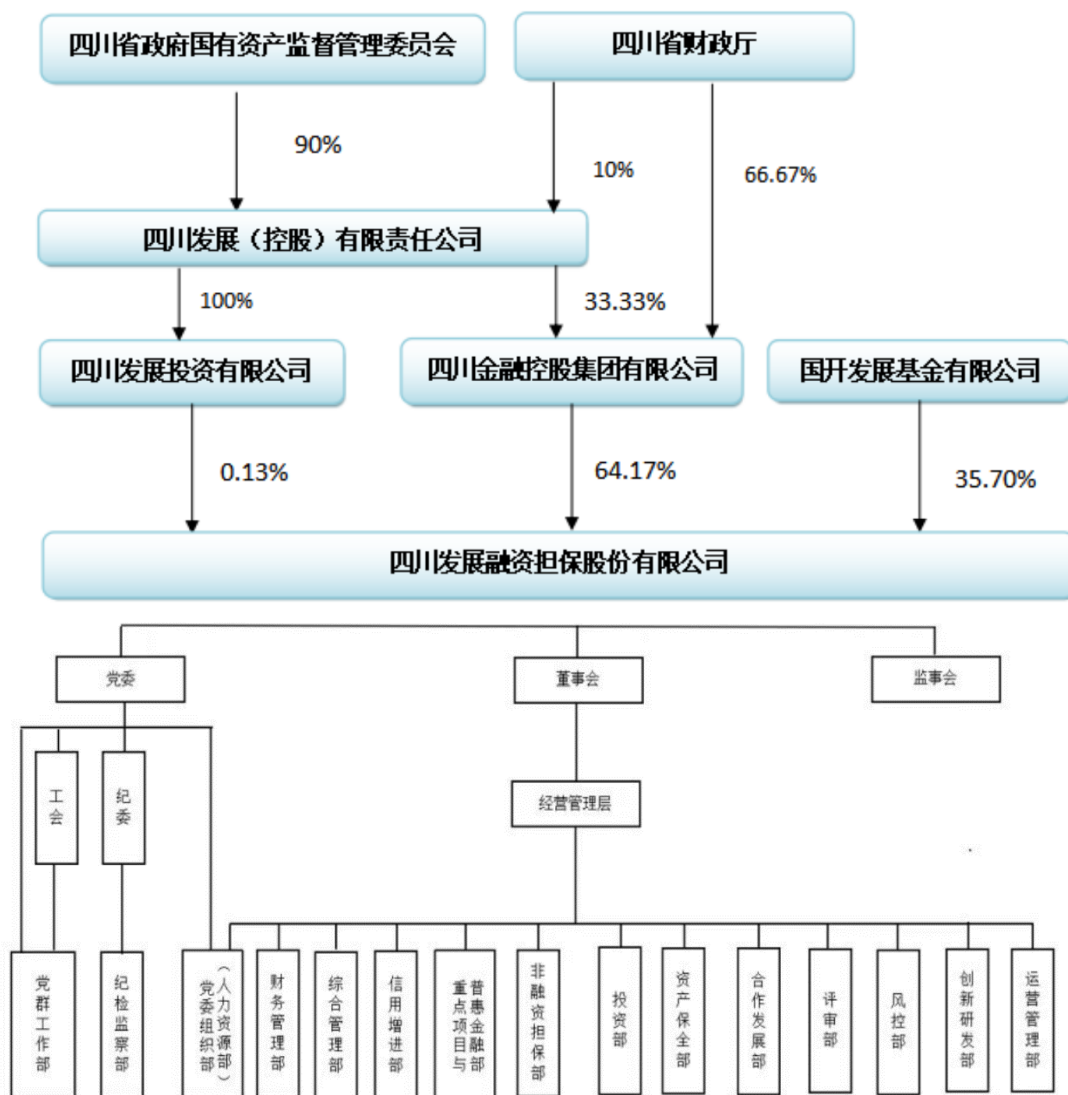 四川省政府国有资产监督管理委员会
四川省财政厅
90%
10%
66.67%
四川发展（控股）有限责任公司
100%
33.33%
四川发展投资有限公司
四川金融控股集团有限公司
国开发展基金有限公司
0.13%
64.17%
35.70%
四川发展融资担保股份有限公司
党委
董事会
监事会
工会
纪委
经营管理层
党群工作部
纪检监察部
党委组织部
（人力资源部）
财务管理部
综合管理部
信用增进部
重点项目与
普惠金融部
非融资担保部
投资部
资产保全部
合作发展部
评审部
风控部
创新研发部
运营管理部